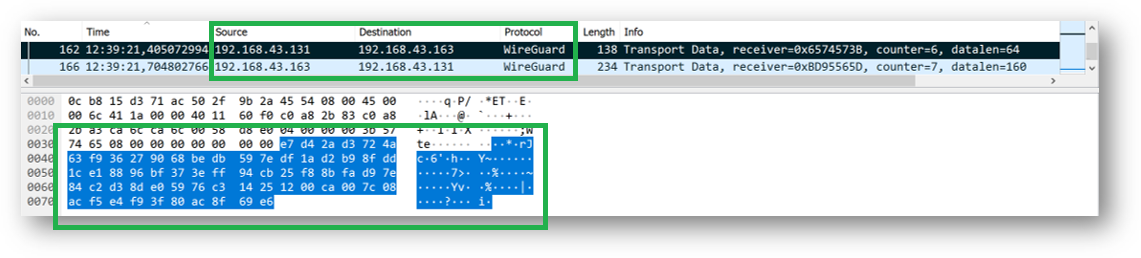 No. Time Source Destination Protocol Length Info
162 12:39:21,405072994 192.168.43.131 192.168.43.163 WireGuard 138 Transport Data, receiver=0x6574573B, counter=6, datalen=64
166 12:39:21,704802766 192.168.43.163 192.168.43.131 WireGuard 234 Transport Data, receiver=0xBD95565D, counter=7, datalen=160
0000 0c b8 15 d3 71 ac 50 2f 9b 2a 45 54 08 00 45 00 ····q·P/ ·*ET··E·
0010 00 6c 41 1a 00 00 40 11 60 f0 c0 a8 2b 83 c0 a8 ·lA···@· `···+···
0020 2b a3 ca 6c ca 6c 00 58 d8 e0 04 00 00 00 3b 57 +··l·l·X ······;W
0030 74 65 08 00 00 00 00 00 00 00 e7 d4 2a d3 72 4a te······ ····*·rJ
0040 63 f9 36 27 90 68 be db 59 7e df 1a d2 b9 8f dd c·6'·h·· Y~······
0050 1c e1 88 96 bf 37 3e ff 94 cb 25 f8 8b fa d9 7e ·····7>· ··%····~
0060 84 c2 d3 8d e0 59 76 c3 14 25 12 00 ca 00 7c 08 ·····Yv· ·%····|·
0070 ac f5 e4 f9 3f 80 ac 8f 69 e6 ····?··· i·